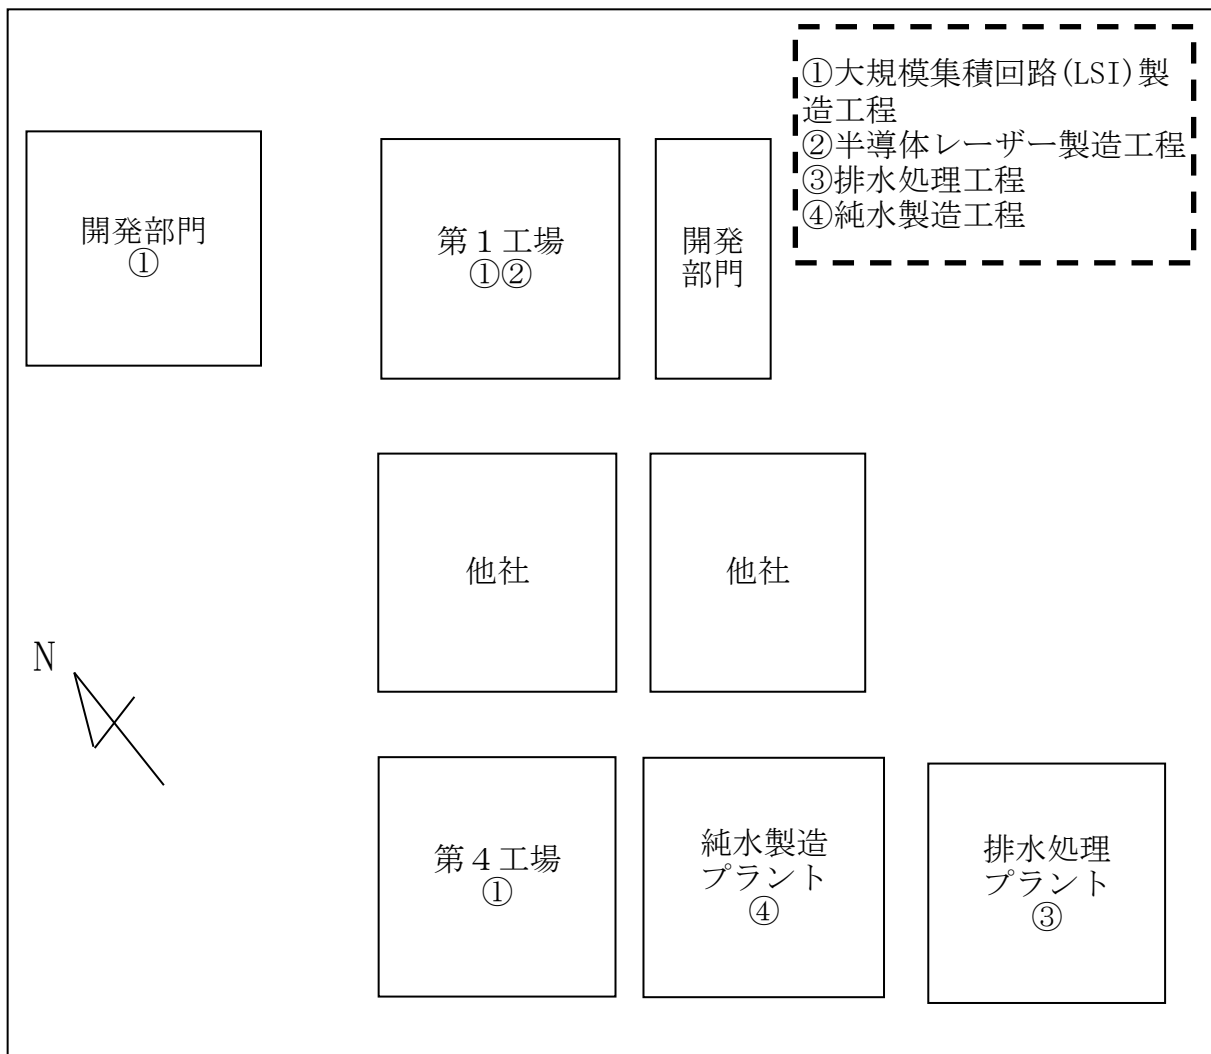 ①大規模集積回路(LSI)製
造工程
②半導体レーザー製造工程
③排水処理工程
④純水製造工程
開発部門
①
第１工場
①②
開発
部門
他社
他社
N
第４工場
①
純水製造
プラント
④
排水処理
プラント
③